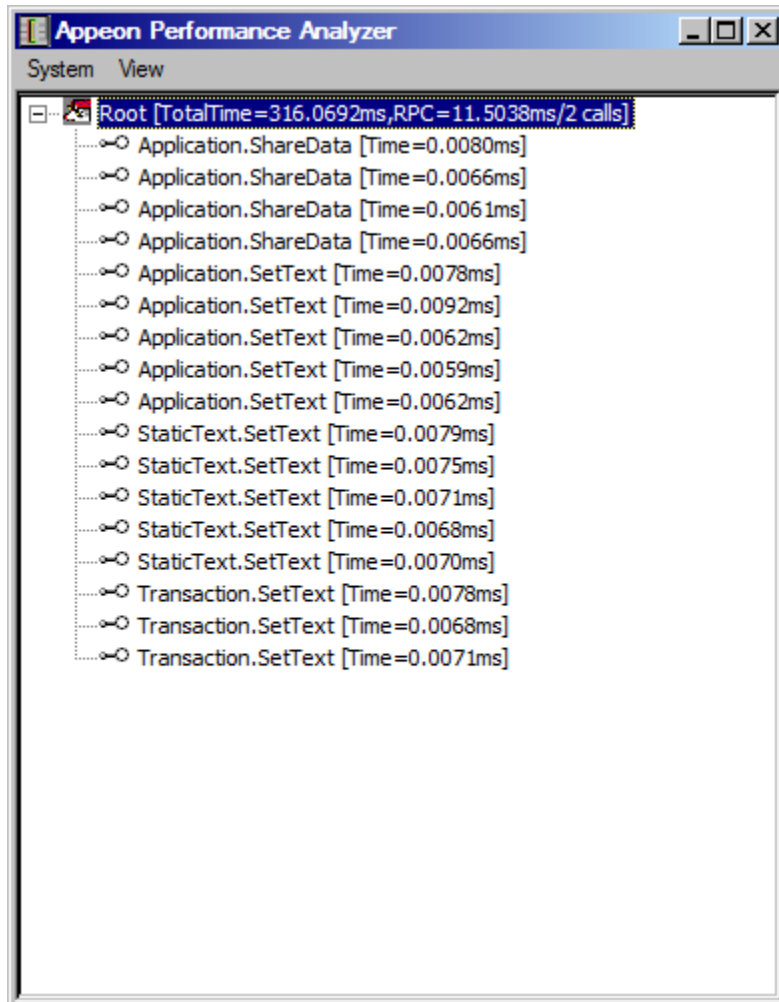 Appeon Performance Analyzer
System View
Root [TotalTime=316.0692ms,RPC=11.5038ms/2 calls]
Application.ShareData [Time=0.0080ms]
Application.ShareData [Time=0.0066ms]
Application.ShareData [Time=0.0061ms]
Application.ShareData [Time=0.0066ms]
Application.SetText [Time=0.0078ms]
Application.SetText [Time=0.0092ms]
Application.SetText [Time=0.0062ms]
Application.SetText [Time=0.0059ms]
Application.SetText [Time=0.0062ms]
StaticText.SetText [Time=0.0079ms]
StaticText.SetText [Time=0.0075ms]
StaticText.SetText [Time=0.0071ms]
StaticText.SetText [Time=0.0068ms]
StaticText.SetText [Time=0.0070ms]
Transaction.SetText [Time=0.0078ms]
Transaction.SetText [Time=0.0068ms]
Transaction.SetText [Time=0.0071ms]